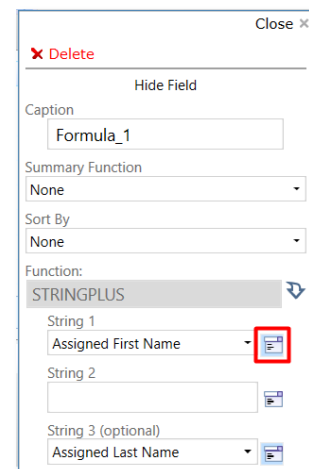 Close ×
× Delete
Hide Field
Caption
Formula_1
Summary Function
None
Sort By
None
Function:
STRINGPLUS
String 1
Assigned First Name
String 2
String 3 (optional)
Assigned Last Name